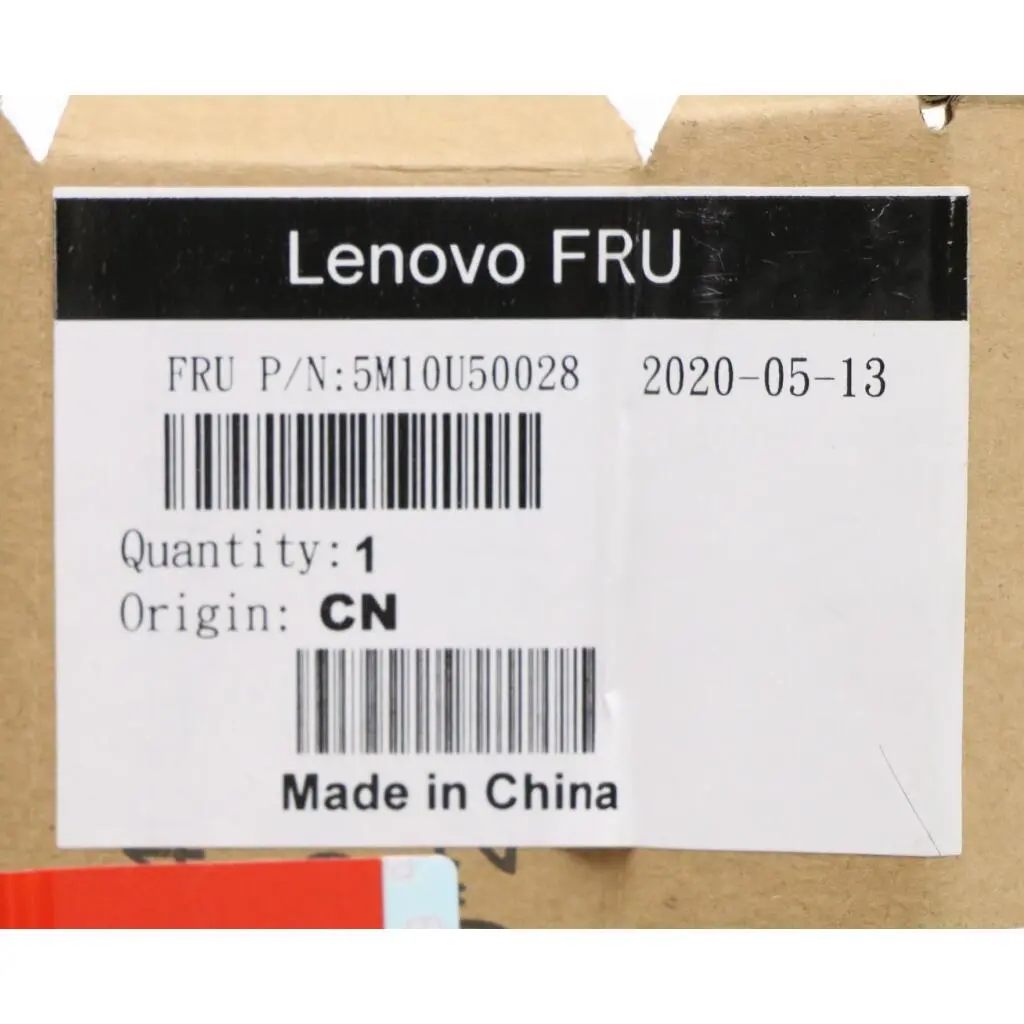 Lenovo FRU
FRU P/N:5M10U50028 2020-05-13
Quantity:1
Origin: CN
Made in China